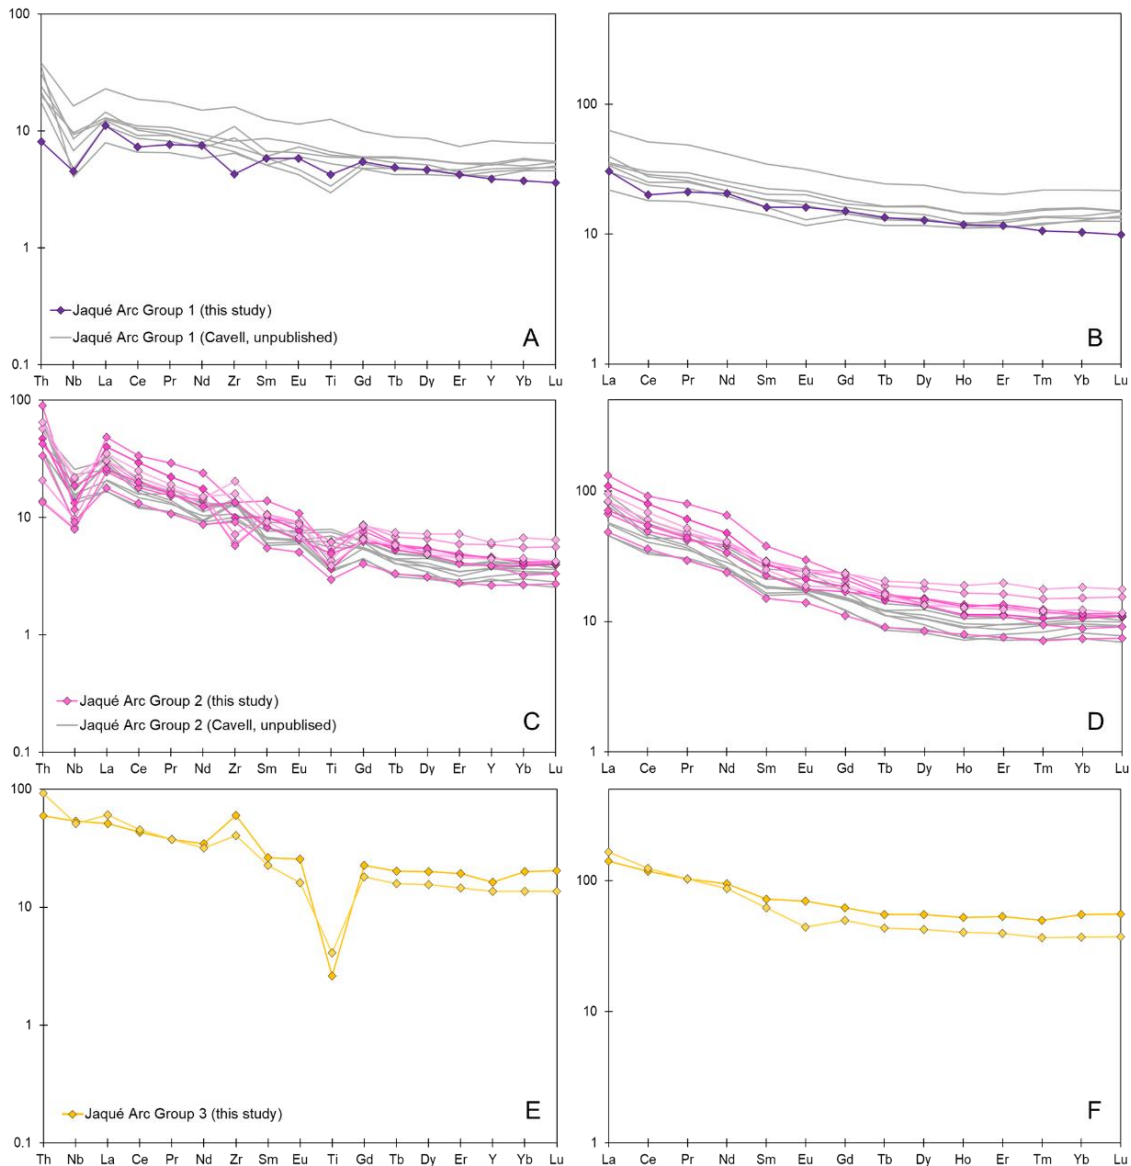 100
10
1
0.1
Jaqué Arc Group 1 (this study)
Jaqué Arc Group 1 (Cavell, unpublished)
A
Th Nb La Ce Pr Nd Zr Sm Eu Ti Gd Tb Dy Er Y Yb Lu
100
10
1
B
La Ce Pr Nd Sm Eu Gd Tb Dy Ho Er Tm Yb Lu
100
10
1
0.1
Jaqué Arc Group 2 (this study)
Jaqué Arc Group 2 (Cavell, unpublised)
C
Th Nb La Ce Pr Nd Zr Sm Eu Ti Gd Tb Dy Er Y Yb Lu
100
10
1
D
La Ce Pr Nd Sm Eu Gd Tb Dy Ho Er Tm Yb Lu
100
10
1
0.1
Jaqué Arc Group 3 (this study)
E
Th Nb La Ce Pr Nd Zr Sm Eu Ti Gd Tb Dy Er Y Yb Lu
100
10
1
F
La Ce Pr Nd Sm Eu Gd Tb Dy Ho Er Tm Yb Lu